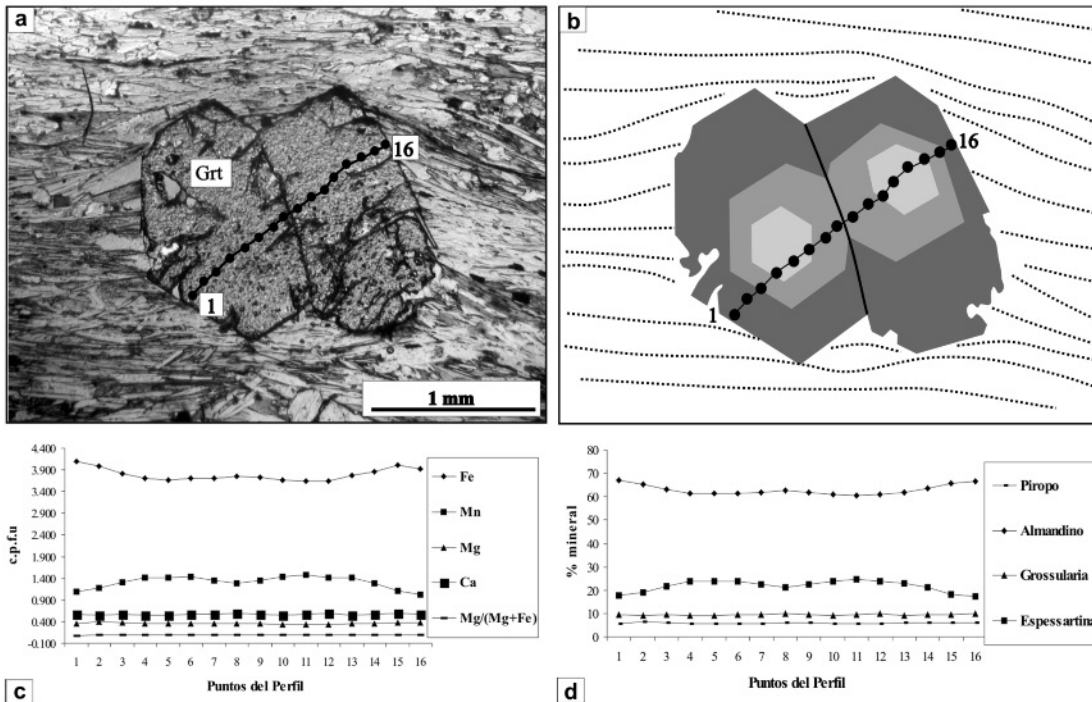 a
Grt
16
1
1 mm
b
16
1
4.400
3.900
3.400
2.900
2.400
1.900
1.400
0.900
0.400
-0.100
c.p.f.u
1 2 3 4 5 6 7 8 9 10 11 12 13 14 15 16
Puntos del Perfil
Fe
Mn
Mg
Ca
Mg/(Mg+Fe)
c
80
70
60
50
40
30
20
10
0
% mineral
1 2 3 4 5 6 7 8 9 10 11 12 13 14 15 16
Puntos del Perfil
Piropo
Almandino
Grossularia
Espessartina
d